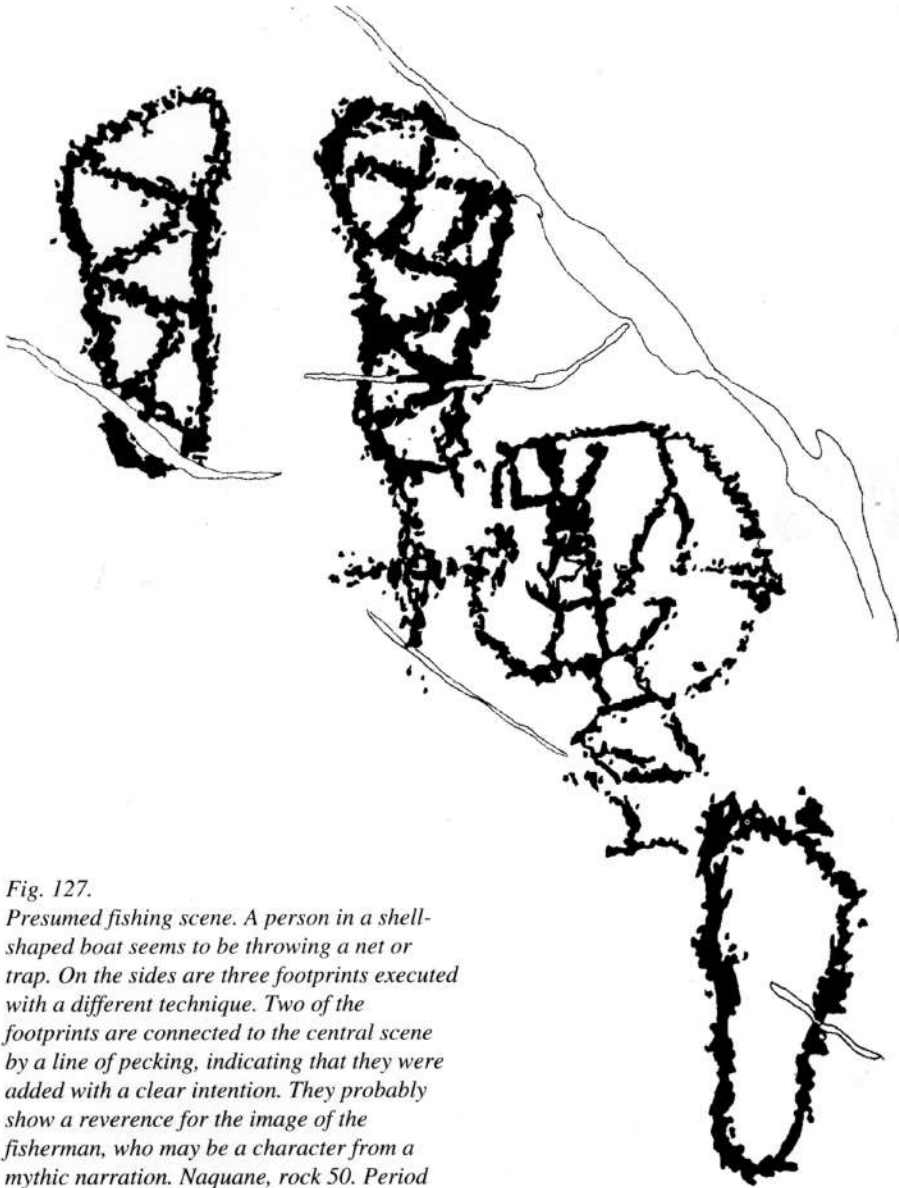 Fig. 127.
Presumed fishing scene. A person in a shell-
shaped boat seems to be throwing a net or
trap. On the sides are three footprints executed
with a different technique. Two of the
footprints are connected to the central scene
by a line of pecking, indicating that they were
added with a clear intention. They probably
show a reverence for the image of the
fisherman, who may be a character from a
mythic narration. Naquane, rock 50. Period